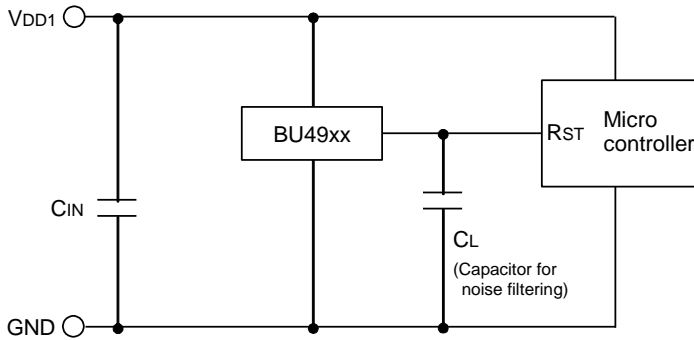 VDD1
BU49xx
RST
Micro
controller
CIN
CL
(Capacitor for
noise filtering)
GND